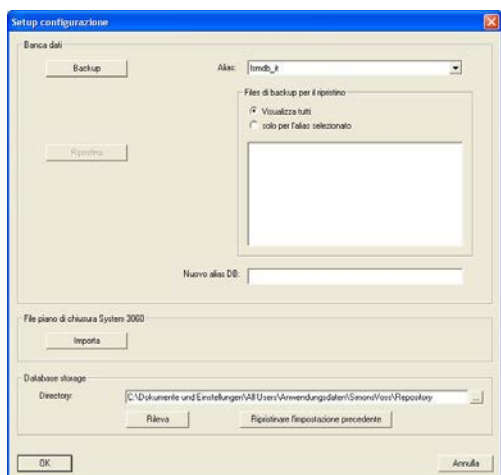 Setup configurazione
Banca dati
Backup
Alias:
lsmdb_it
Files di backup per il ripristino
Visualizza tutti
solo per l'alias selezionato
Ripristina
Nuovo alias DB:
File piano di chiusura System 3060
Importa
Database storage
Directory:
C:\Dokumente und Einstellungen\All Users\Anwendungsdaten\SimonsVoss\Repository
...
Rileva
Ripristinare l'impostazione precedente
OK
Annulla